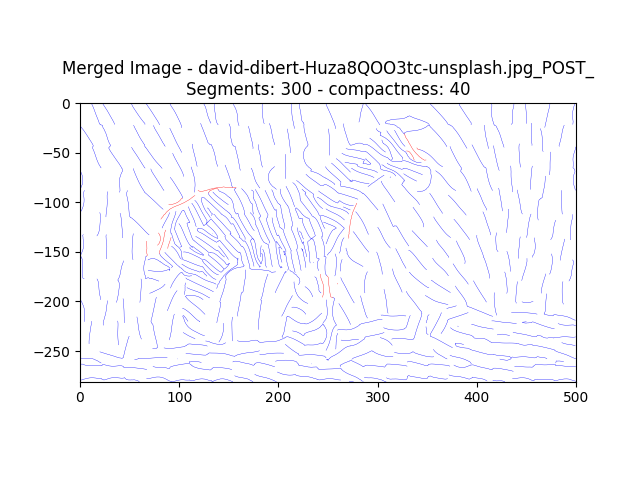 Merged Image - david-dibert-Huza8QOO3tc-unsplash.jpg_POST_
Segments: 300 - compactness: 40
0
−50
−100
−150
−200
−250
0 100 200 300 400 500